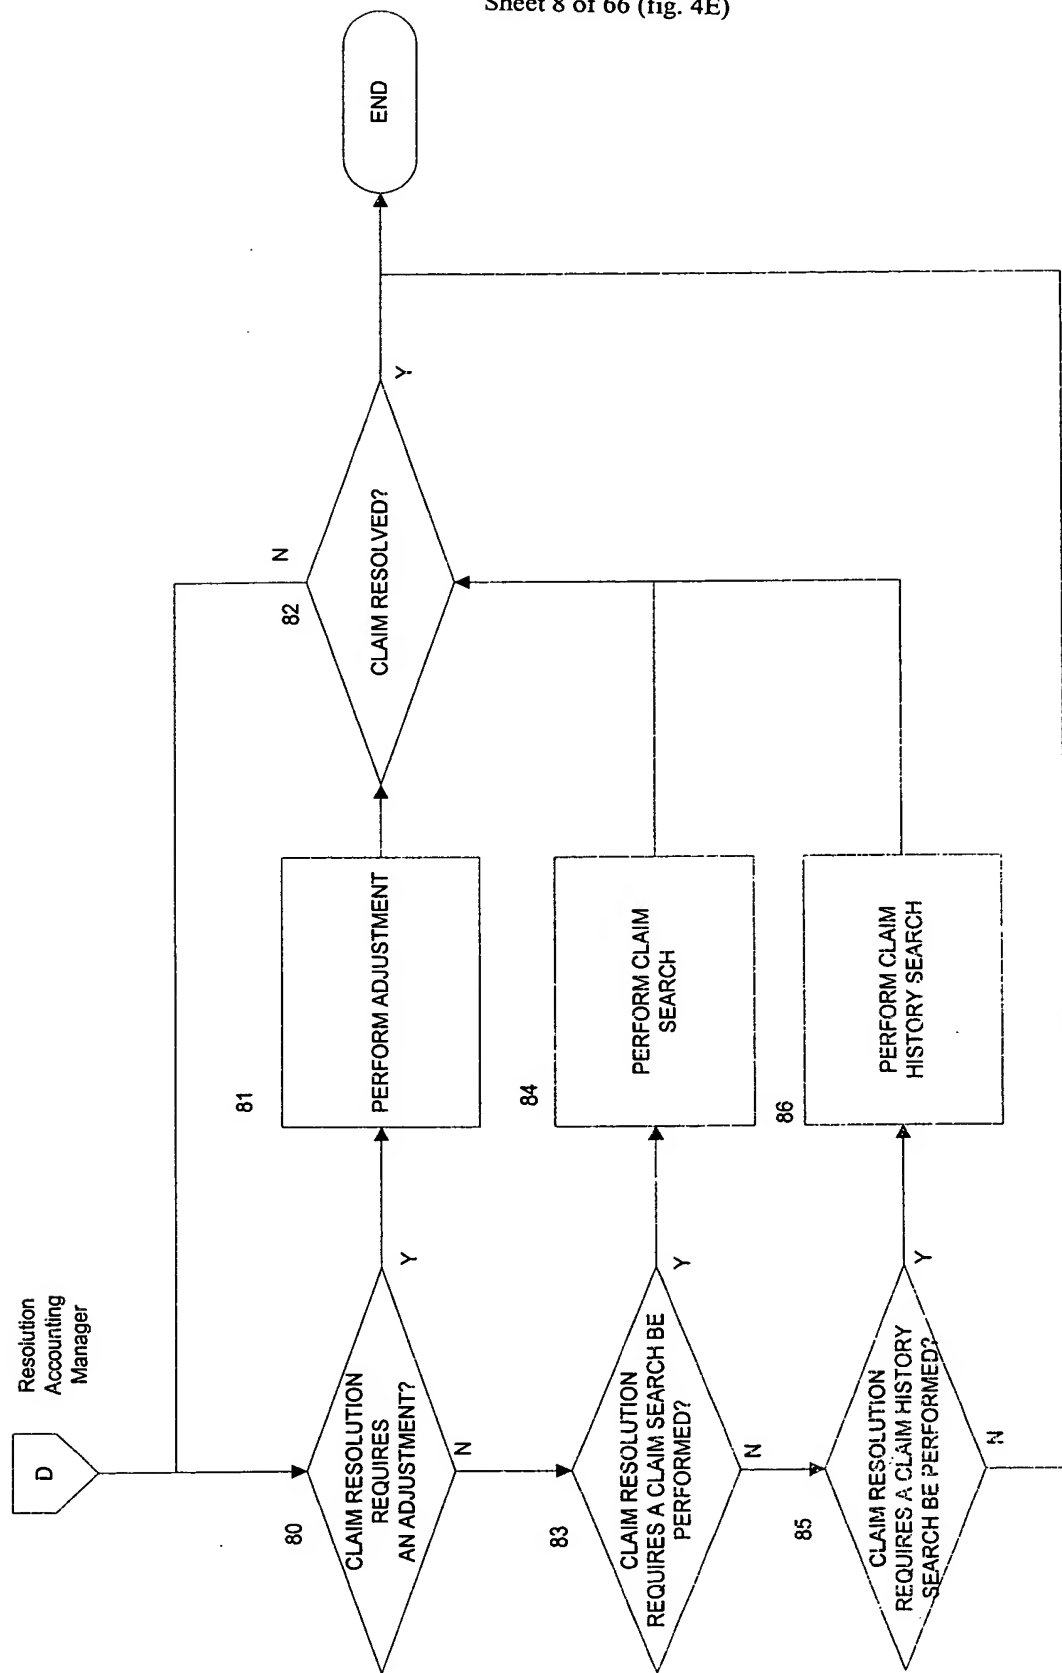 Sheet 8 of 66 (fig. 4E)
D
Resolution
Accounting
Manager
80
CLAIM RESOLUTION
REQUIRES
AN ADJUSTMENT?
Y
N
81
PERFORM ADJUSTMENT
82
CLAIM RESOLVED?
N
Y
END
83
CLAIM RESOLUTION
REQUIRES A CLAIM SEARCH BE
PERFORMED?
Y
N
84
PERFORM CLAIM
SEARCH
85
CLAIM RESOLUTION
REQUIRES A CLAIM HISTORY
SEARCH BE PERFORMED?
Y
N
86
PERFORM CLAIM
HISTORY SEARCH